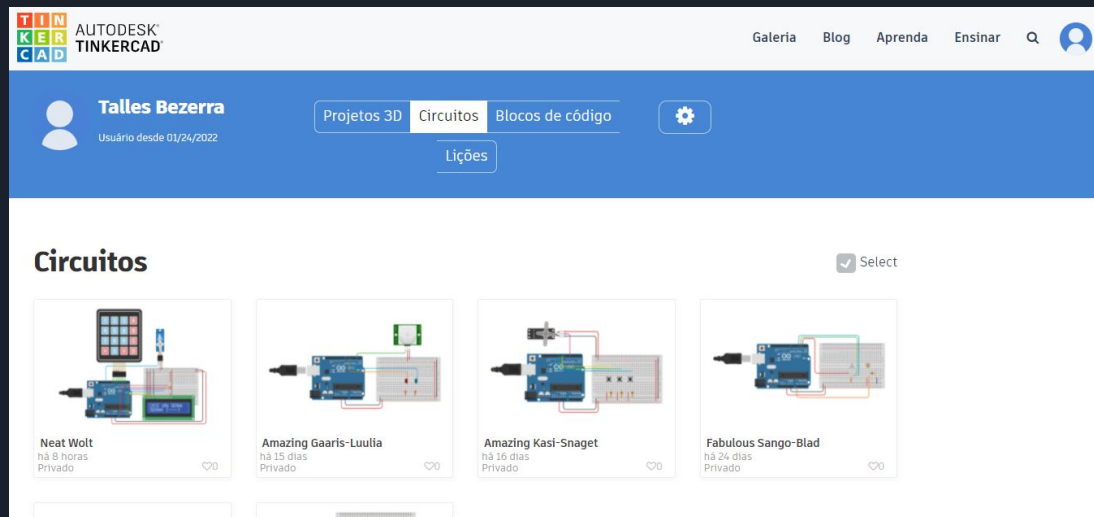 TIN
KER
CAD
AUTODESK®
TINKERCAD®
Galeria Blog Aprenda Ensinar
Talles Bezerra
Usuário desde 01/24/2022
Projetos 3D Circuitos Blocos de código
Lições
Circuitos
Select
Neat Wolt
há 8 horas
Privado
0
Amazing Gaaris-Luulia
há 15 dias
Privado
0
Amazing Kasi-Snaget
há 16 dias
Privado
0
Fabulous Sango-Blad
há 24 dias
Privado
0